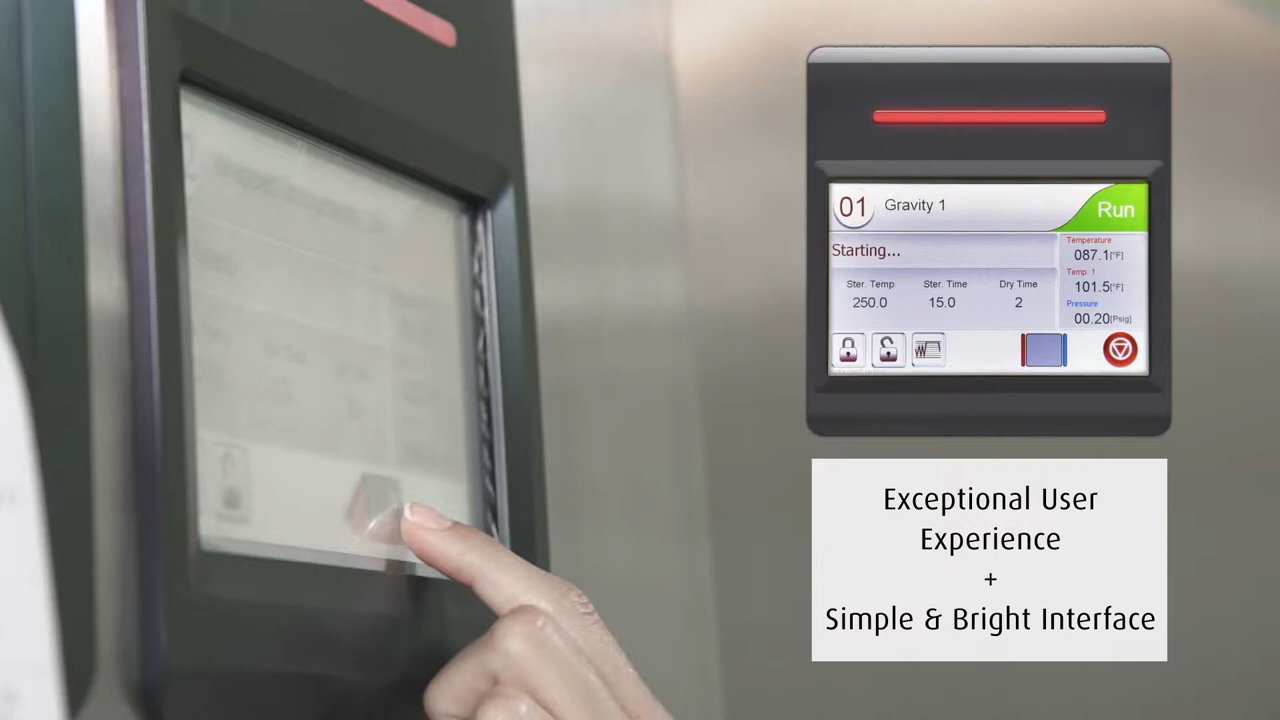 01 Gravity 1 Run
Starting...
Ster. Temp. Ster. Time Dry Time
250.0 15.0 2
Temperature
087.1[°F]
Temp. 1
101.5[°F]
Pressure
00.20[Psig]
Exceptional User
Experience
+
Simple & Bright Interface